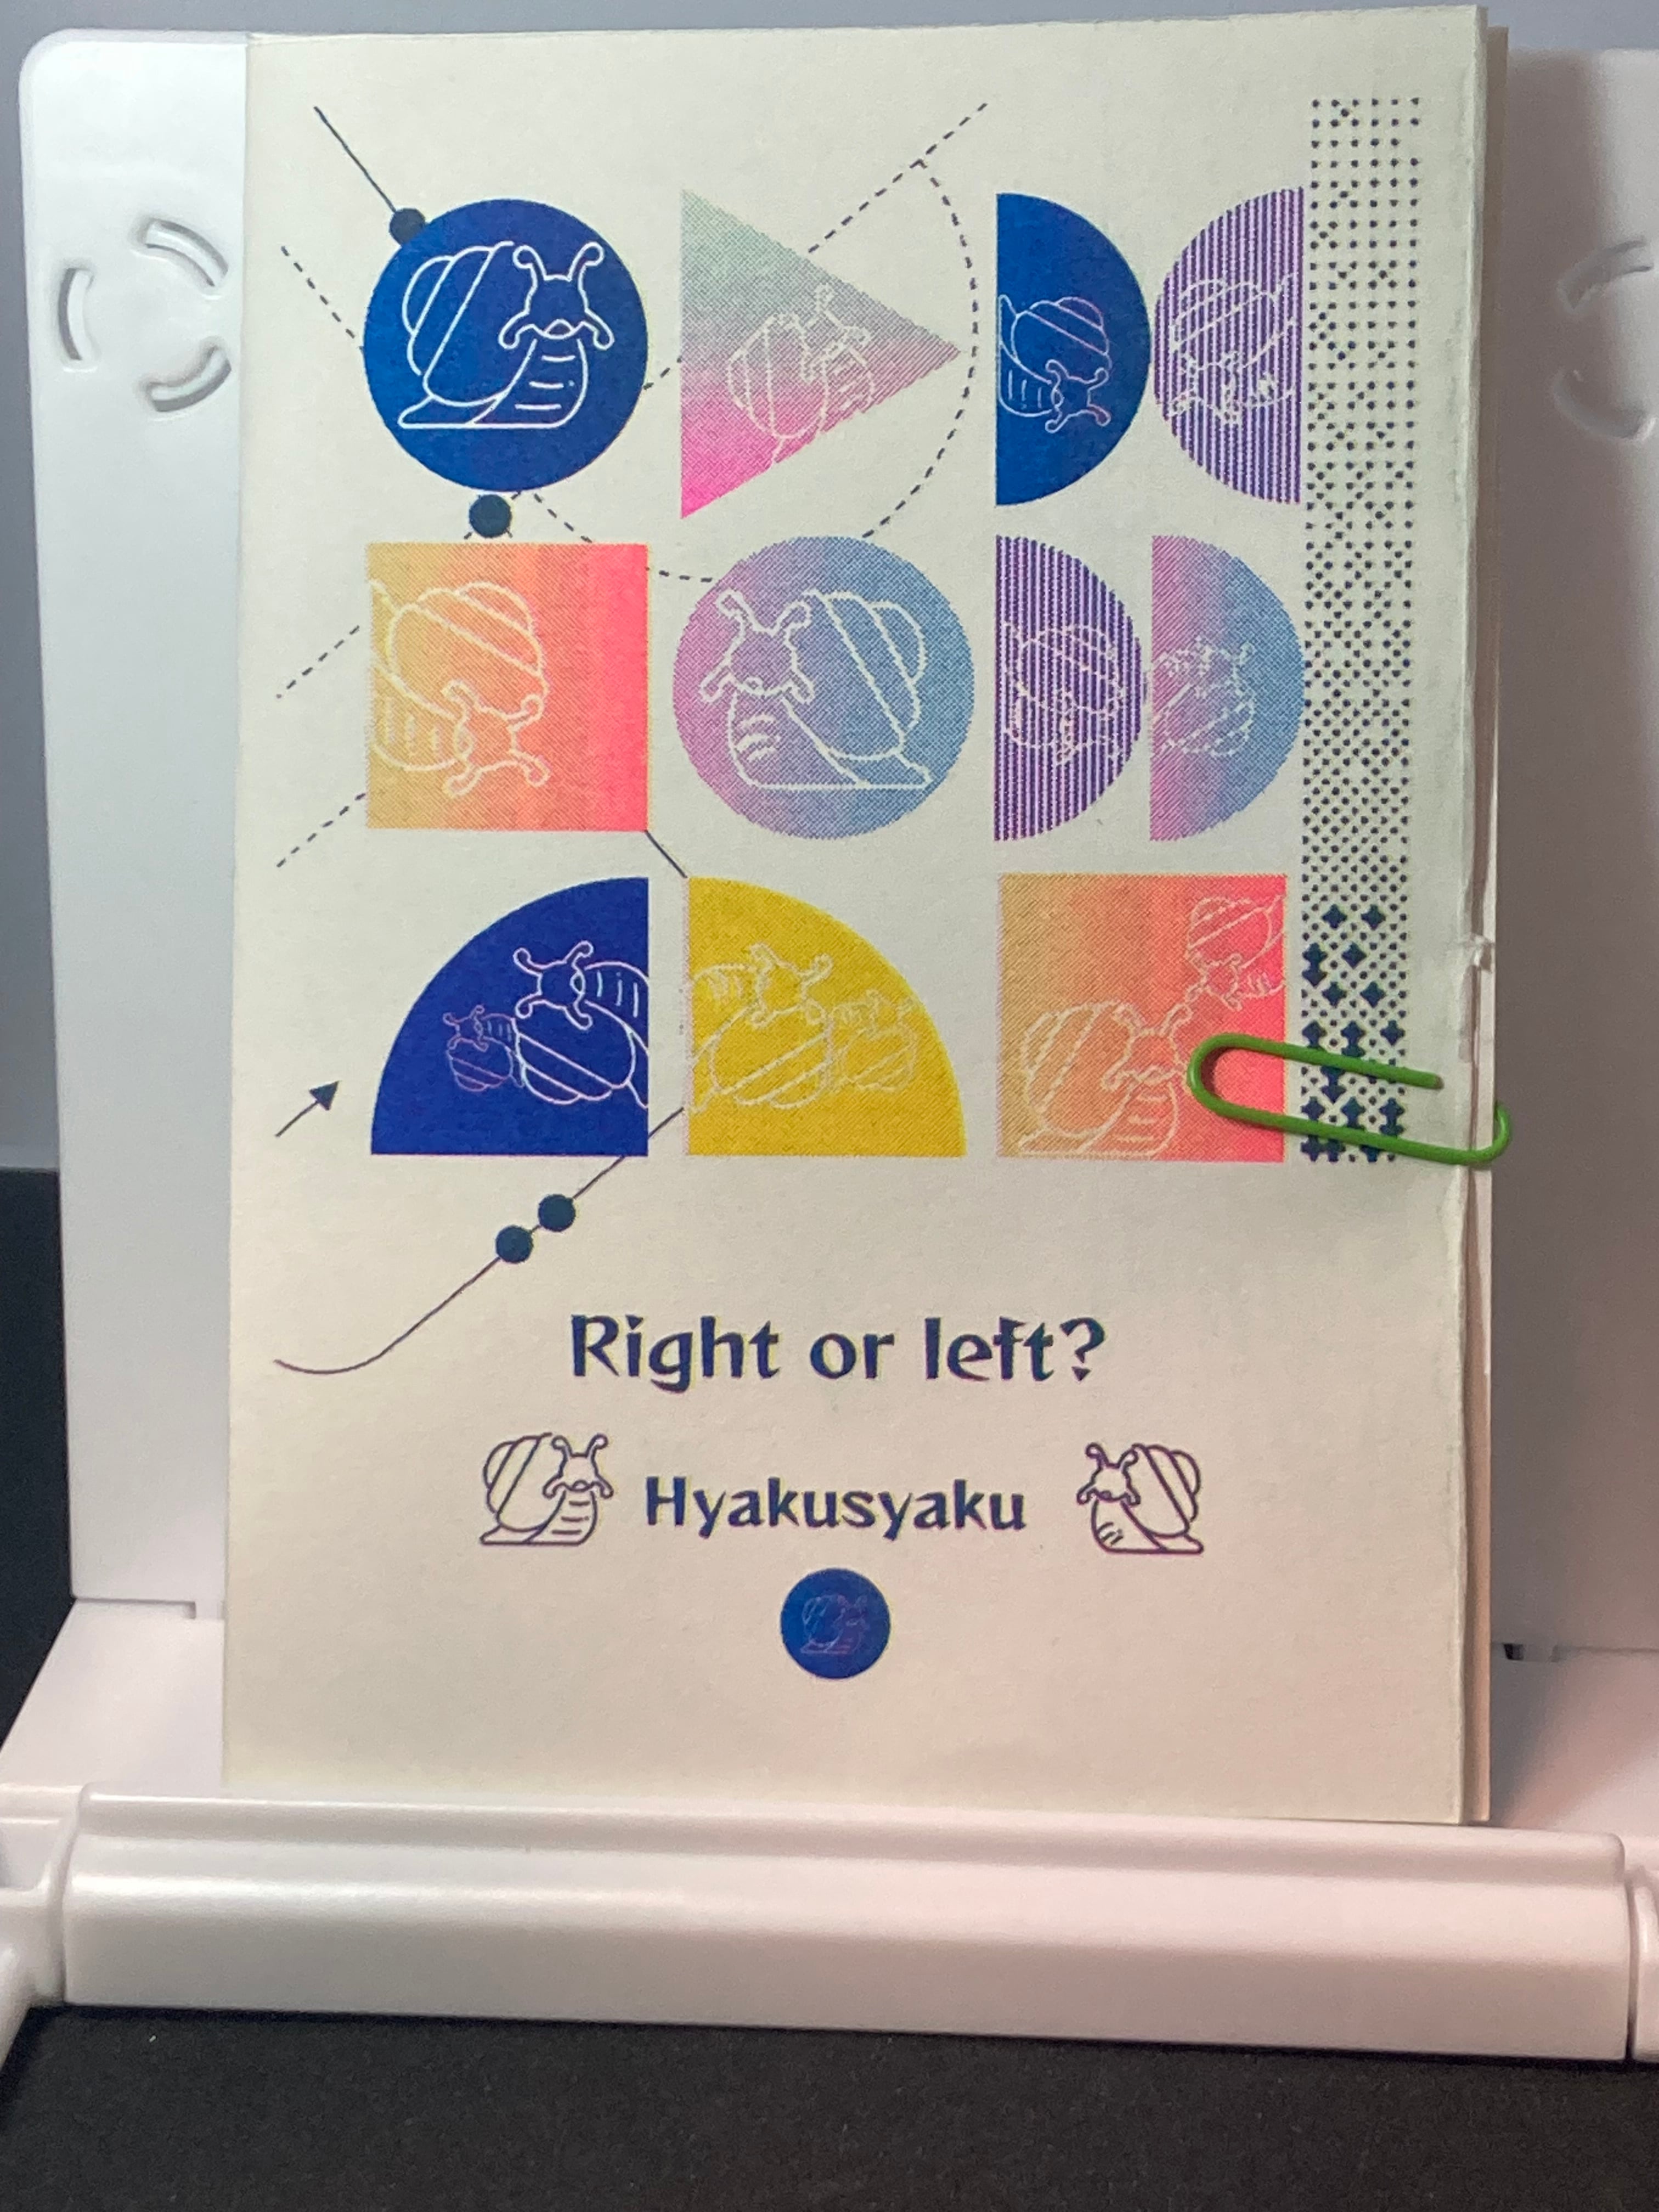 Right or left?
Hyakusyaku